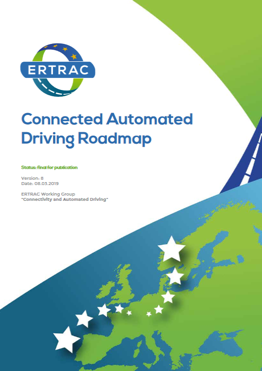 ERTRAC
Connected Automated
Driving Roadmap
Status: final for publication
Version: 8
Date: 08.03.2019
ERTRAC Working Group
"Connectivity and Automated Driving"